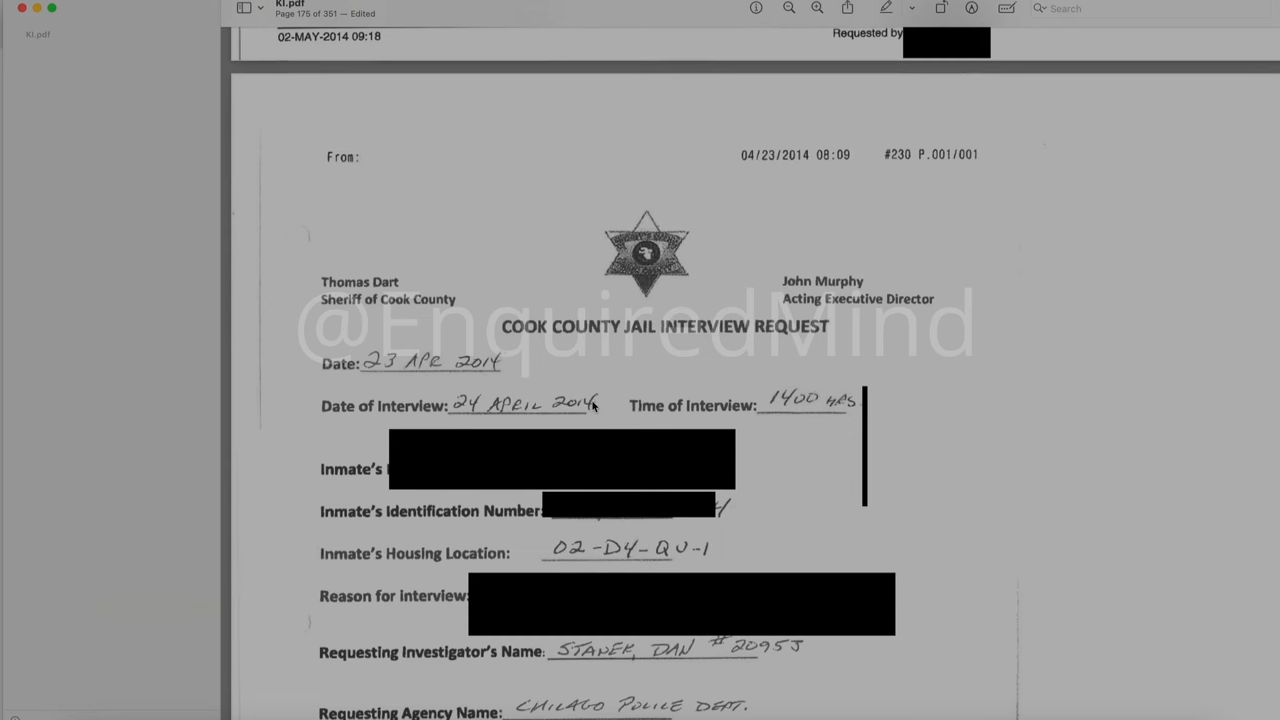 KI.pdf
Page 175 of 351 — Edited
Search
KI.pdf
02-MAY-2014 09:18
Requested by
From:
04/23/2014 08:09 #230 P.001/001
Thomas Dart
Sheriff of Cook County
John Murphy
Acting Executive Director
@EnquiredMind
COOK COUNTY JAIL INTERVIEW REQUEST
Date: 23 APR 2014
Date of Interview: 24 APRIL 2014 Time of Interview: 1400 HRS
Inmate's
Inmate's Identification Number:
Inmate's Housing Location: 02-D4-QU-1
Reason for interview:
Requesting Investigator's Name: STANEK, DAN #20953
Requesting Agency Name: CHICAGO POLICE DEPT.